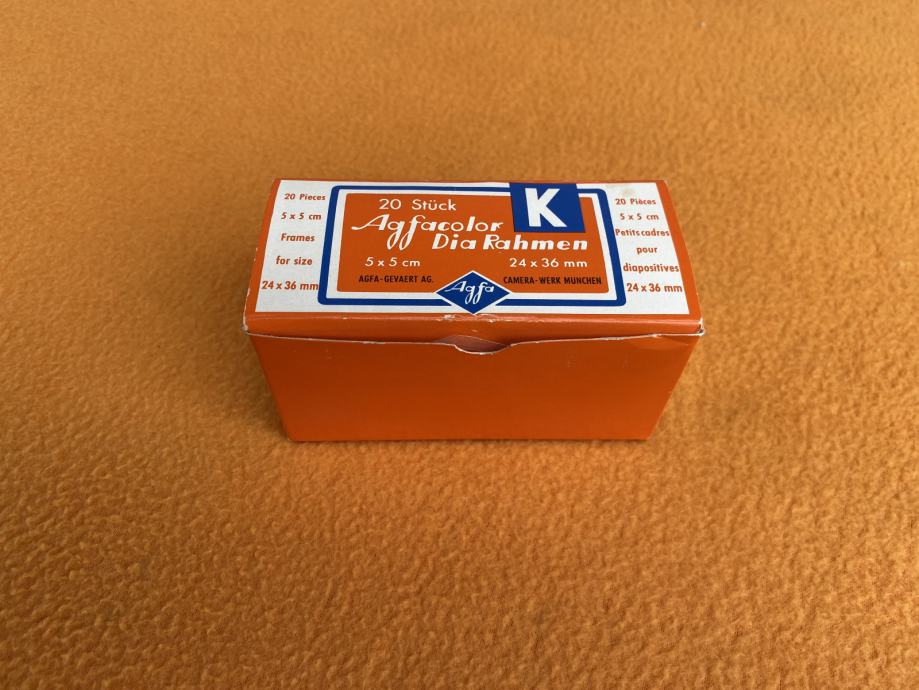 20 Pieces
5 x 5 cm
Frames
for size
24 x 36 mm
K
20 Stück
Agfacolor
Dia Rahmen
5 x 5 cm 24 x 36 mm
AGFA-GEVAERT AG. CAMERA-WERK MÜNCHEN
Agfa
20 Pièces
5 x 5 cm
Petits cadres
pour
diapositives
24 x 36 mm